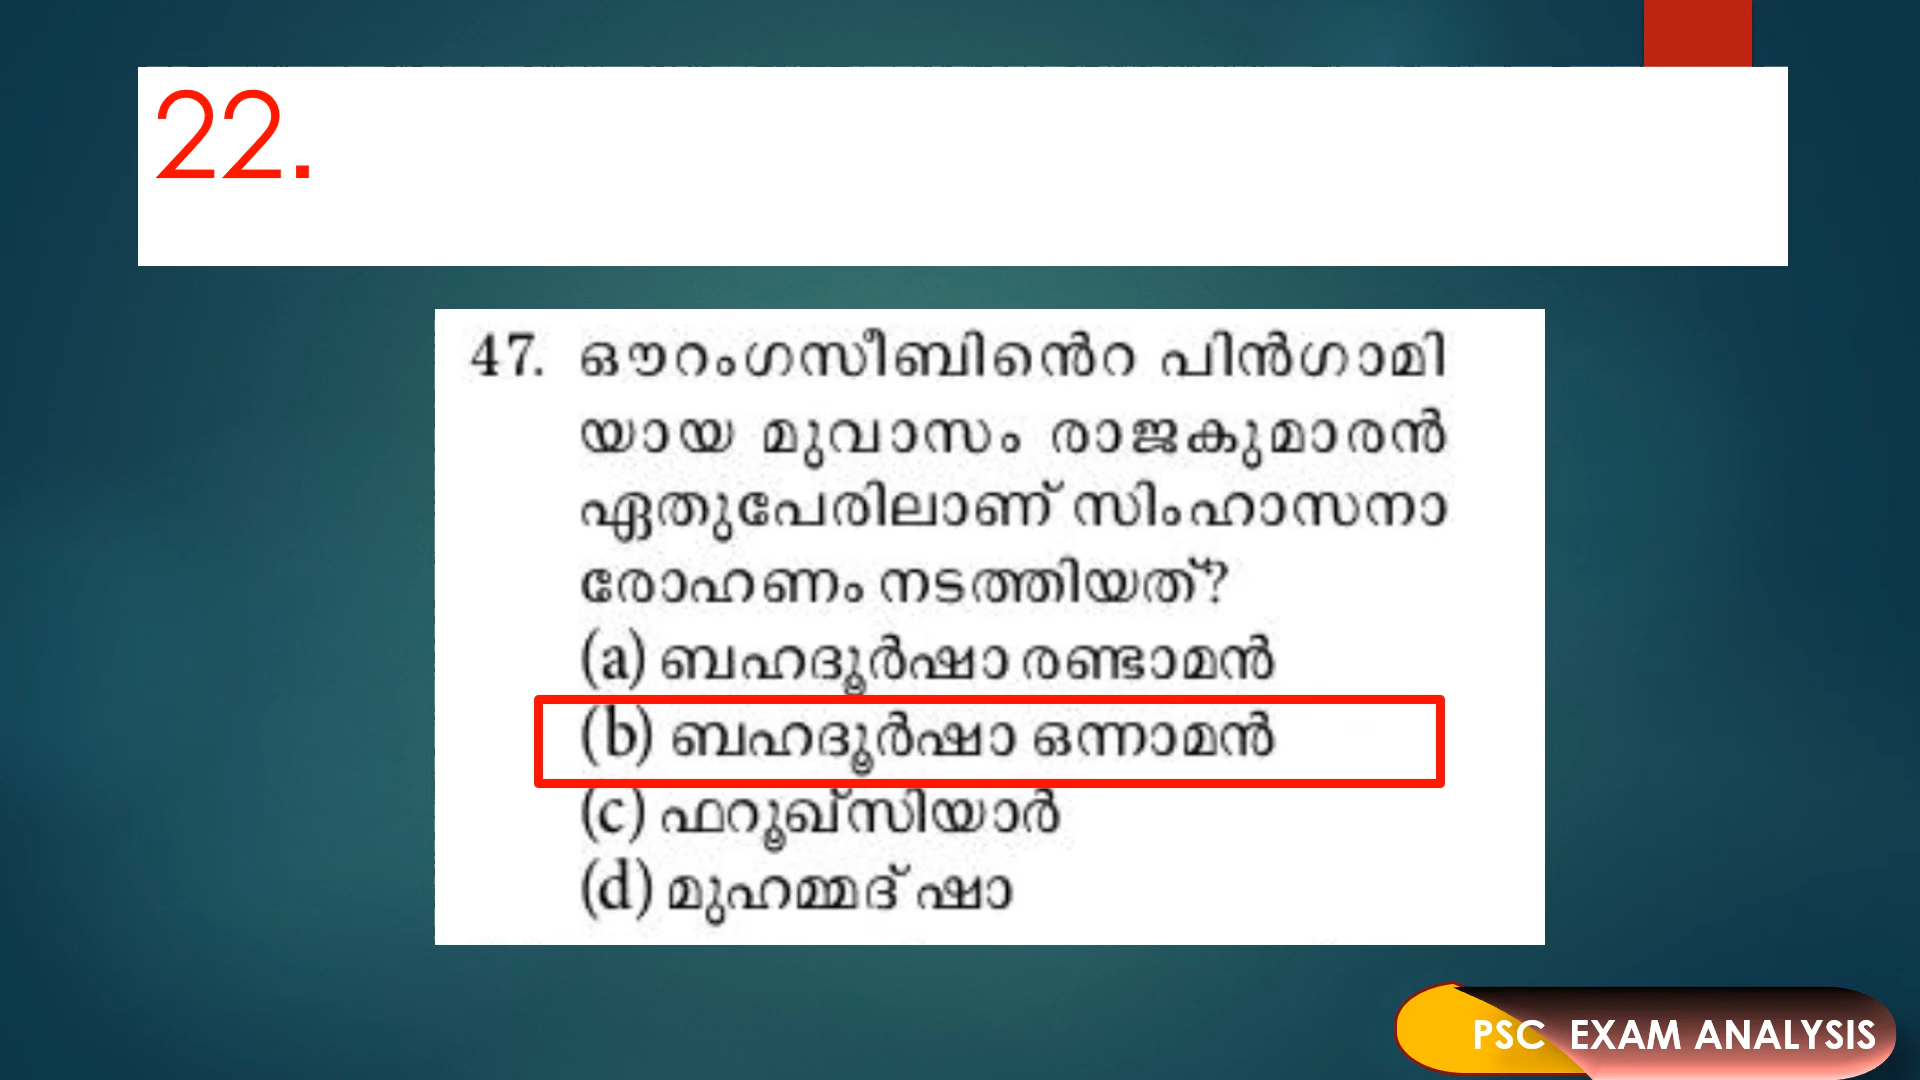 22.
47. ഔറംഗസീബിൻെറ പിൻഗാമി
യായ മുവാസം രാജകുമാരൻ
ഏതുപേരിലാണ് സിംഹാസനാ
രോഹണം നടത്തിയത്?
(a) ബഹദൂർഷാ രണ്ടാമൻ
(b) ബഹദൂർഷാ ഒന്നാമൻ
(c) ഫറൂഖ്സിയാർ
(d) മുഹമ്മദ് ഷാ
PSC EXAM ANALYSIS